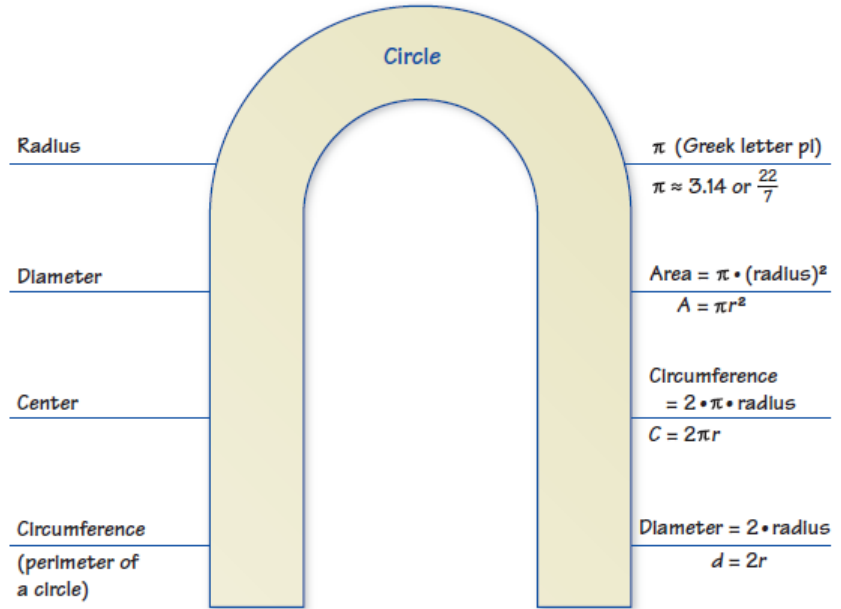 Circle
Radius
Diameter
Center
Circumference
(perimeter of
a circle)
π (Greek letter pi)
π ≈ 3.14 or 22/7
Area = π • (radius)²
A = πr²
Circumference
= 2 • π • radius
C = 2πr
Diameter = 2 • radius
d = 2r